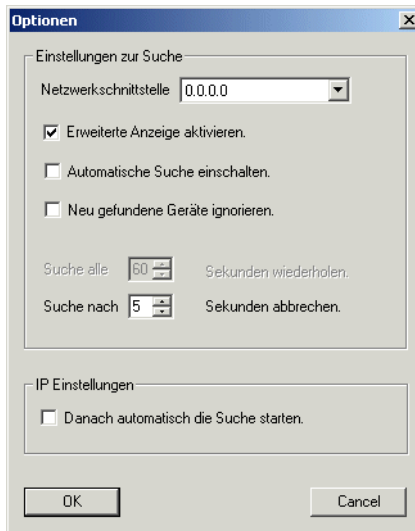 Optionen
Einstellungen zur Suche
Netzwerkschnittstelle 0.0.0.0
Erweiterte Anzeige aktivieren.
Automatische Suche einschalten.
Neu gefundene Geräte ignorieren.
Suche alle 60 Sekunden wiederholen.
Suche nach 5 Sekunden abbrechen.
IP Einstellungen
Danach automatisch die Suche starten.
OK Cancel